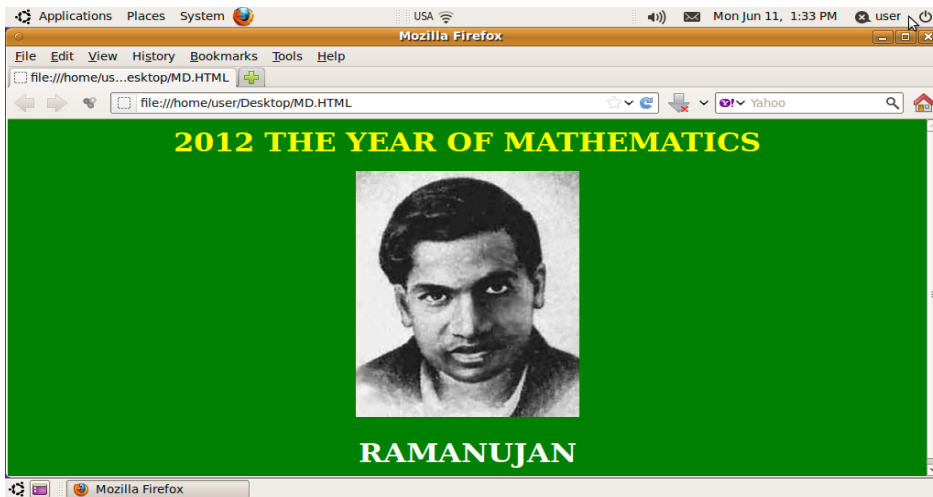 Applications Places System USA Mon Jun 11, 1:33 PM user
Mozilla Firefox
File Edit View History Bookmarks Tools Help
file:///home/us...esktop/MD.HTML
file:///home/user/Desktop/MD.HTML Y! Yahoo
2012 THE YEAR OF MATHEMATICS
RAMANUJAN
Mozilla Firefox